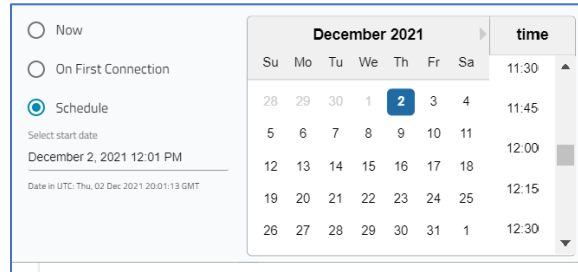 Now
On First Connection
Schedule
Select start date
December 2, 2021 12:01 PM
Date in UTC: Thu, 02 Dec 2021 20:01:13 GMT
December 2021
Su Mo Tu We Th Fr Sa
28 29 30 1 2 3 4
5 6 7 8 9 10 11
12 13 14 15 16 17 18
19 20 21 22 23 24 25
26 27 28 29 30 31 1
time
11:30
11:45
12:00
12:15
12:30